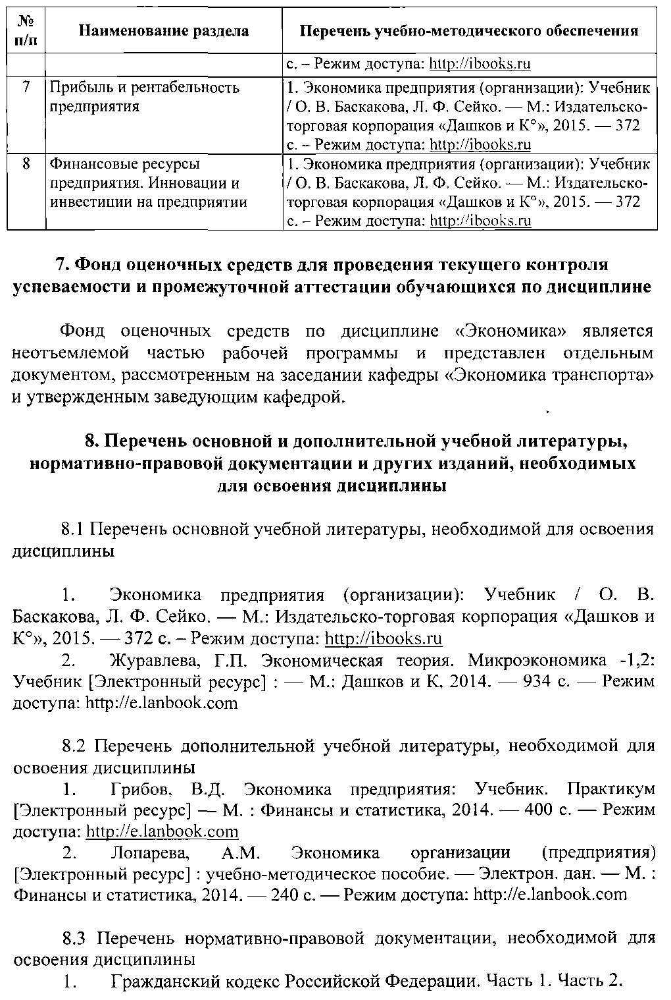 № п/п Наименование раздела Перечень учебно-методического обеспечения
с. – Режим доступа: http://ibooks.ru
7 Прибыль и рентабельность 1. Экономика предприятия (организации): Учебник
предприятия / О. В. Баскакова, Л. Ф. Сейко. — М.: Издательско-
торговая корпорация «Дашков и К°», 2015. — 372
с. – Режим доступа: http://ibooks.ru
8 Финансовые ресурсы 1. Экономика предприятия (организации): Учебник
предприятия. Инновации и / О. В. Баскакова, Л. Ф. Сейко. — М.: Издательско-
инвестиции на предприятии торговая корпорация «Дашков и К°», 2015. — 372
с. – Режим доступа: http://ibooks.ru
7. Фонд оценочных средств для проведения текущего контроля
успеваемости и промежуточной аттестации обучающихся по дисциплине
Фонд оценочных средств по дисциплине «Экономика» является
неотъемлемой частью рабочей программы и представлен отдельным
документом, рассмотренным на заседании кафедры «Экономика транспорта»
и утвержденным заведующим кафедрой.
8. Перечень основной и дополнительной учебной литературы,
нормативно-правовой документации и других изданий, необходимых
для освоения дисциплины
8.1 Перечень основной учебной литературы, необходимой для освоения
дисциплины
1. Экономика предприятия (организации): Учебник / О. В.
Баскакова, Л. Ф. Сейко. — М.: Издательско-торговая корпорация «Дашков и
К°», 2015. — 372 с. – Режим доступа: http://ibooks.ru
2. Журавлева, Г.П. Экономическая теория. Микроэкономика -1,2:
Учебник [Электронный ресурс] : — М.: Дашков и К, 2014. — 934 с. — Режим
доступа: http://e.lanbook.com
8.2 Перечень дополнительной учебной литературы, необходимой для
освоения дисциплины
1. Грибов, В.Д. Экономика предприятия: Учебник. Практикум
[Электронный ресурс] — М. : Финансы и статистика, 2014. — 400 с. — Режим
доступа: http://e.lanbook.com
2. Лопарева, А.М. Экономика организации (предприятия)
[Электронный ресурс] : учебно-методическое пособие. — Электрон. дан. — М. :
Финансы и статистика, 2014. — 240 с. — Режим доступа: http://e.lanbook.com
8.3 Перечень нормативно-правовой документации, необходимой для
освоения дисциплины
1. Гражданский кодекс Российской Федерации. Часть 1. Часть 2.